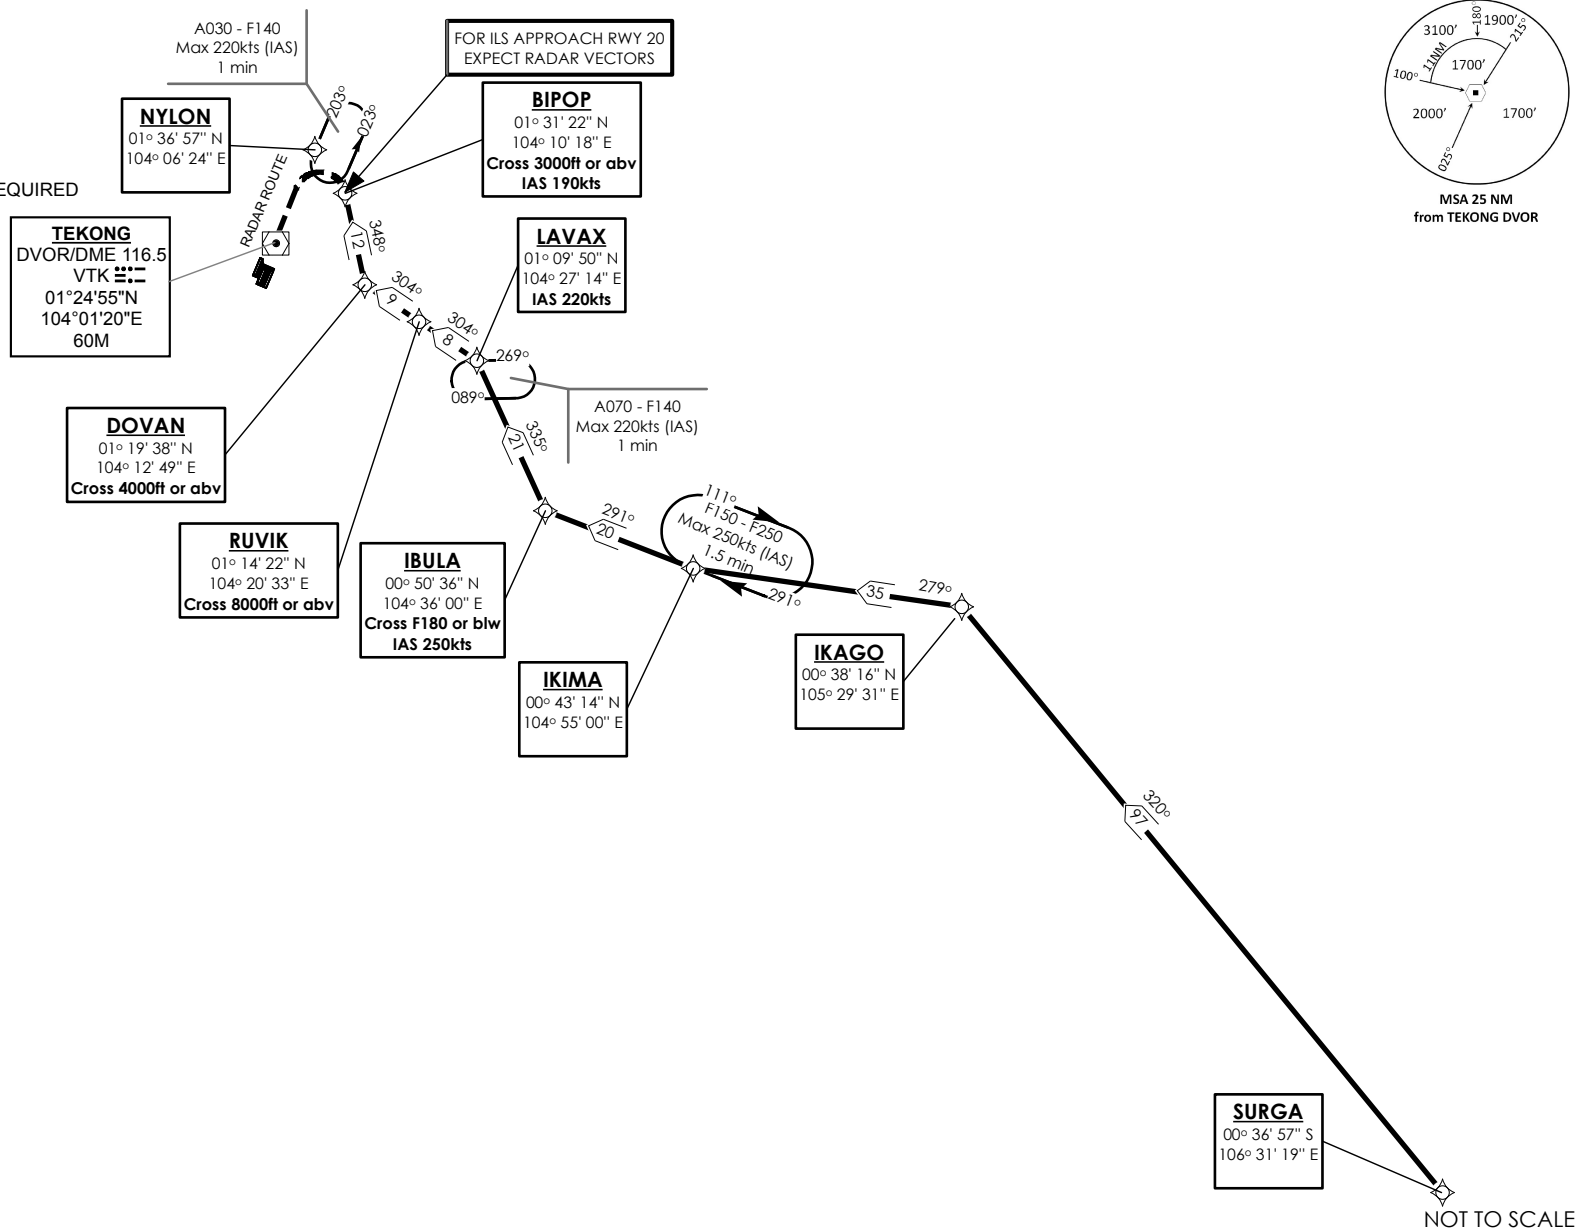 A030 - F140
Max 220kts (IAS)
1 min
FOR ILS APPROACH RWY 20
EXPECT RADAR VECTORS
NYLON
01° 36' 57" N
104° 06' 24" E
203°
023°
BIPOP
01° 31' 22" N
104° 10' 18" E
Cross 3000ft or abv
IAS 190kts
3100'
180°
1900'
215°
11NM
1700'
100°
2000'
1700'
025°
MSA 25 NM
from TEKONG DVOR
EQUIRED
RADAR ROUTE
TEKONG
DVOR/DME 116.5
VTK
01°24'55"N
104°01'20"E
60M
348°
12
LAVAX
01° 09' 50" N
104° 27' 14" E
IAS 220kts
304°
9
304°
8
269°
089°
A070 - F140
Max 220kts (IAS)
1 min
DOVAN
01° 19' 38" N
104° 12' 49" E
Cross 4000ft or abv
335°
21
RUVIK
01° 14' 22" N
104° 20' 33" E
Cross 8000ft or abv
291°
20
111°
F150 - F250
Max 250kts (IAS)
1.5 min
291°
IBULA
00° 50' 36" N
104° 36' 00" E
Cross F180 or blw
IAS 250kts
279°
35
IKIMA
00° 43' 14" N
104° 55' 00" E
IKAGO
00° 38' 16" N
105° 29' 31" E
320°
97
SURGA
00° 36' 57" S
106° 31' 19" E
NOT TO SCALE